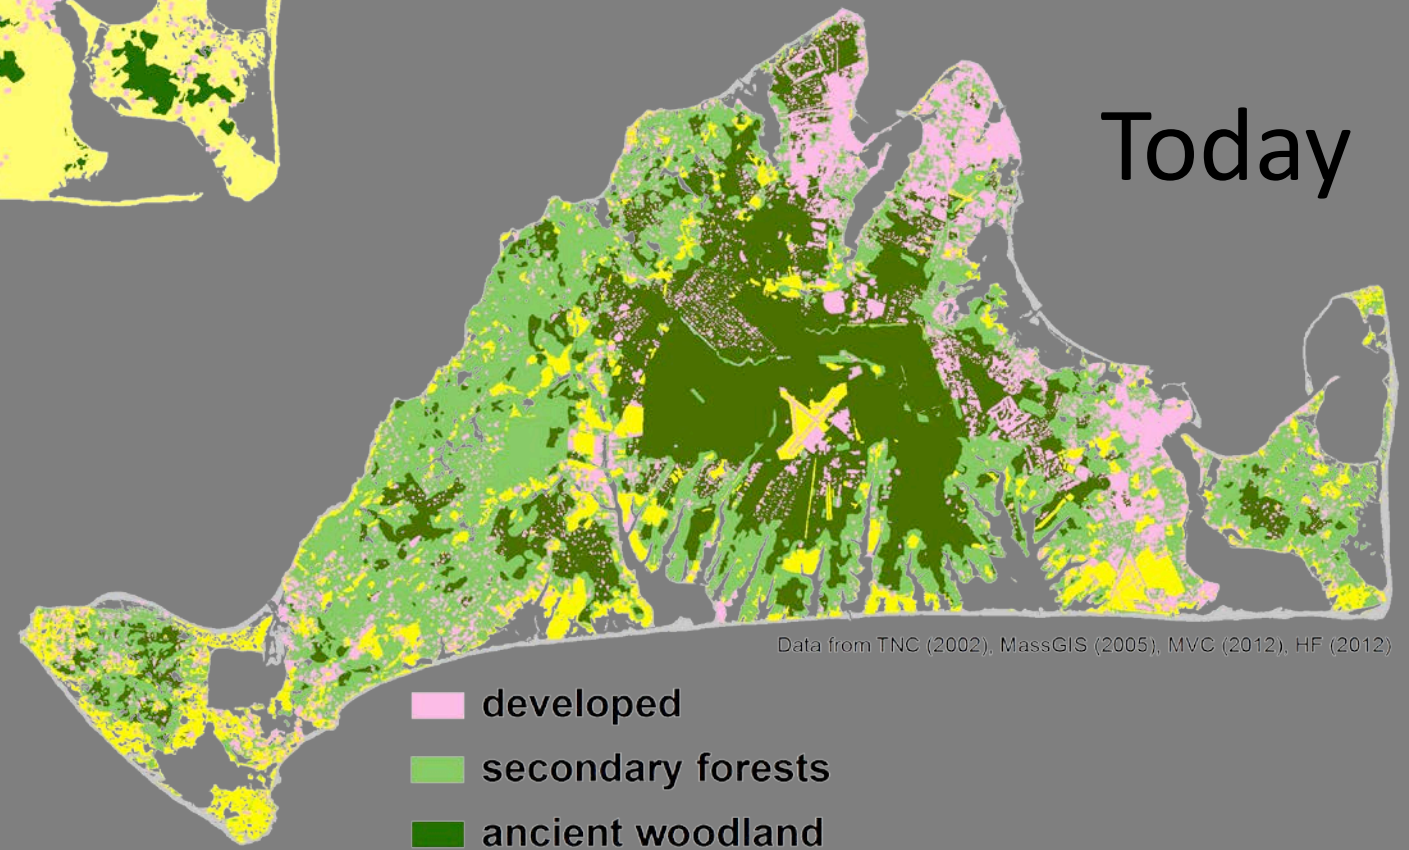 Today
Data from TNC (2002), MassGIS (2005), MVC (2012), HF (2012)
developed
secondary forests
ancient woodland